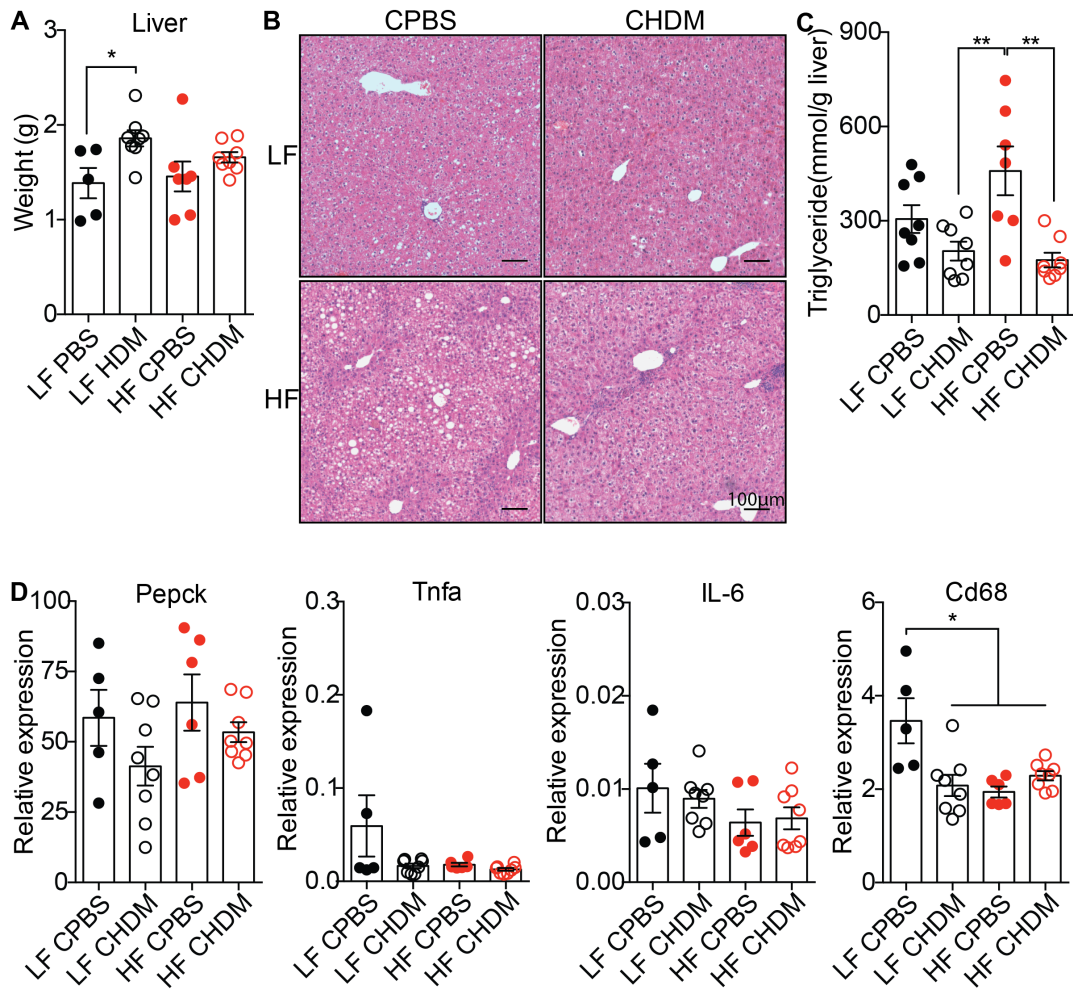 A
Liver
Weight (g)
3
2
1
0
*
LF PBS
LF HDM
HF CPBS
HF CHDM
B
CPBS
CHDM
LF
HF
100µm
C
Triglyceride(mmol/g liver)
900
600
300
0
**
**
LF CPBS
LF CHDM
HF CPBS
HF CHDM
D
Pepck
Relative expression
100
75
50
25
0
LF CPBS
LF CHDM
HF CPBS
HF CHDM
Tnfa
Relative expression
0.3
0.2
0.1
0.0
LF CPBS
LF CHDM
HF CPBS
HF CHDM
IL-6
Relative expression
0.03
0.02
0.01
0.00
LF CPBS
LF CHDM
HF CPBS
HF CHDM
Cd68
Relative expression
6
4
2
0
*
LF CPBS
LF CHDM
HF CPBS
HF CHDM